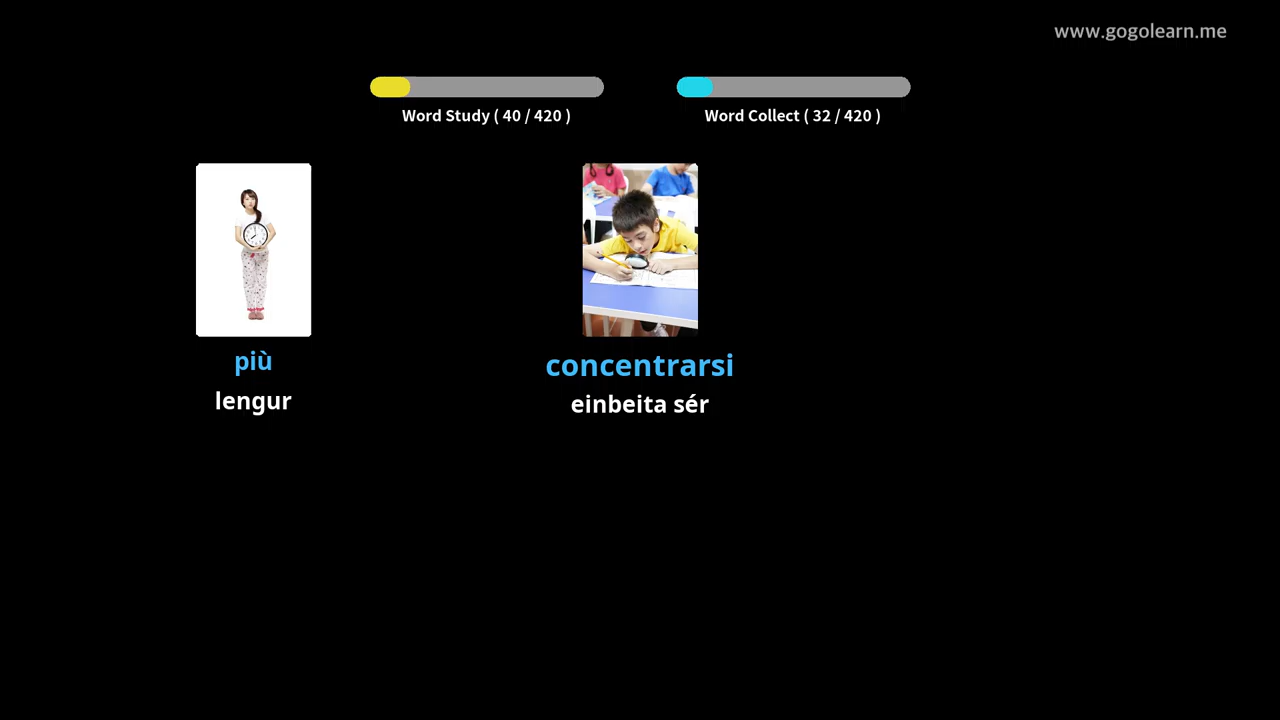 www.gogolearn.me
Word Study ( 40 / 420 )
Word Collect ( 32 / 420 )
più
lengur
concentrarsi
einbeita sér